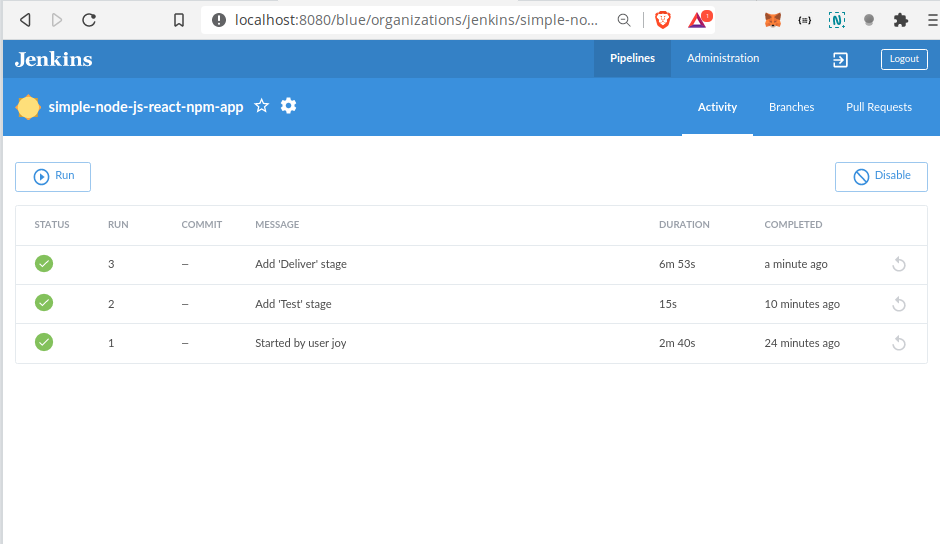 localhost:8080/blue/organizations/jenkins/simple-no...
Jenkins Pipelines Administration Logout
simple-node-js-react-npm-app Activity Branches Pull Requests
Run Disable
STATUS RUN COMMIT MESSAGE DURATION COMPLETED
3 – Add 'Deliver' stage 6m 53s a minute ago
2 – Add 'Test' stage 15s 10 minutes ago
1 – Started by user joy 2m 40s 24 minutes ago